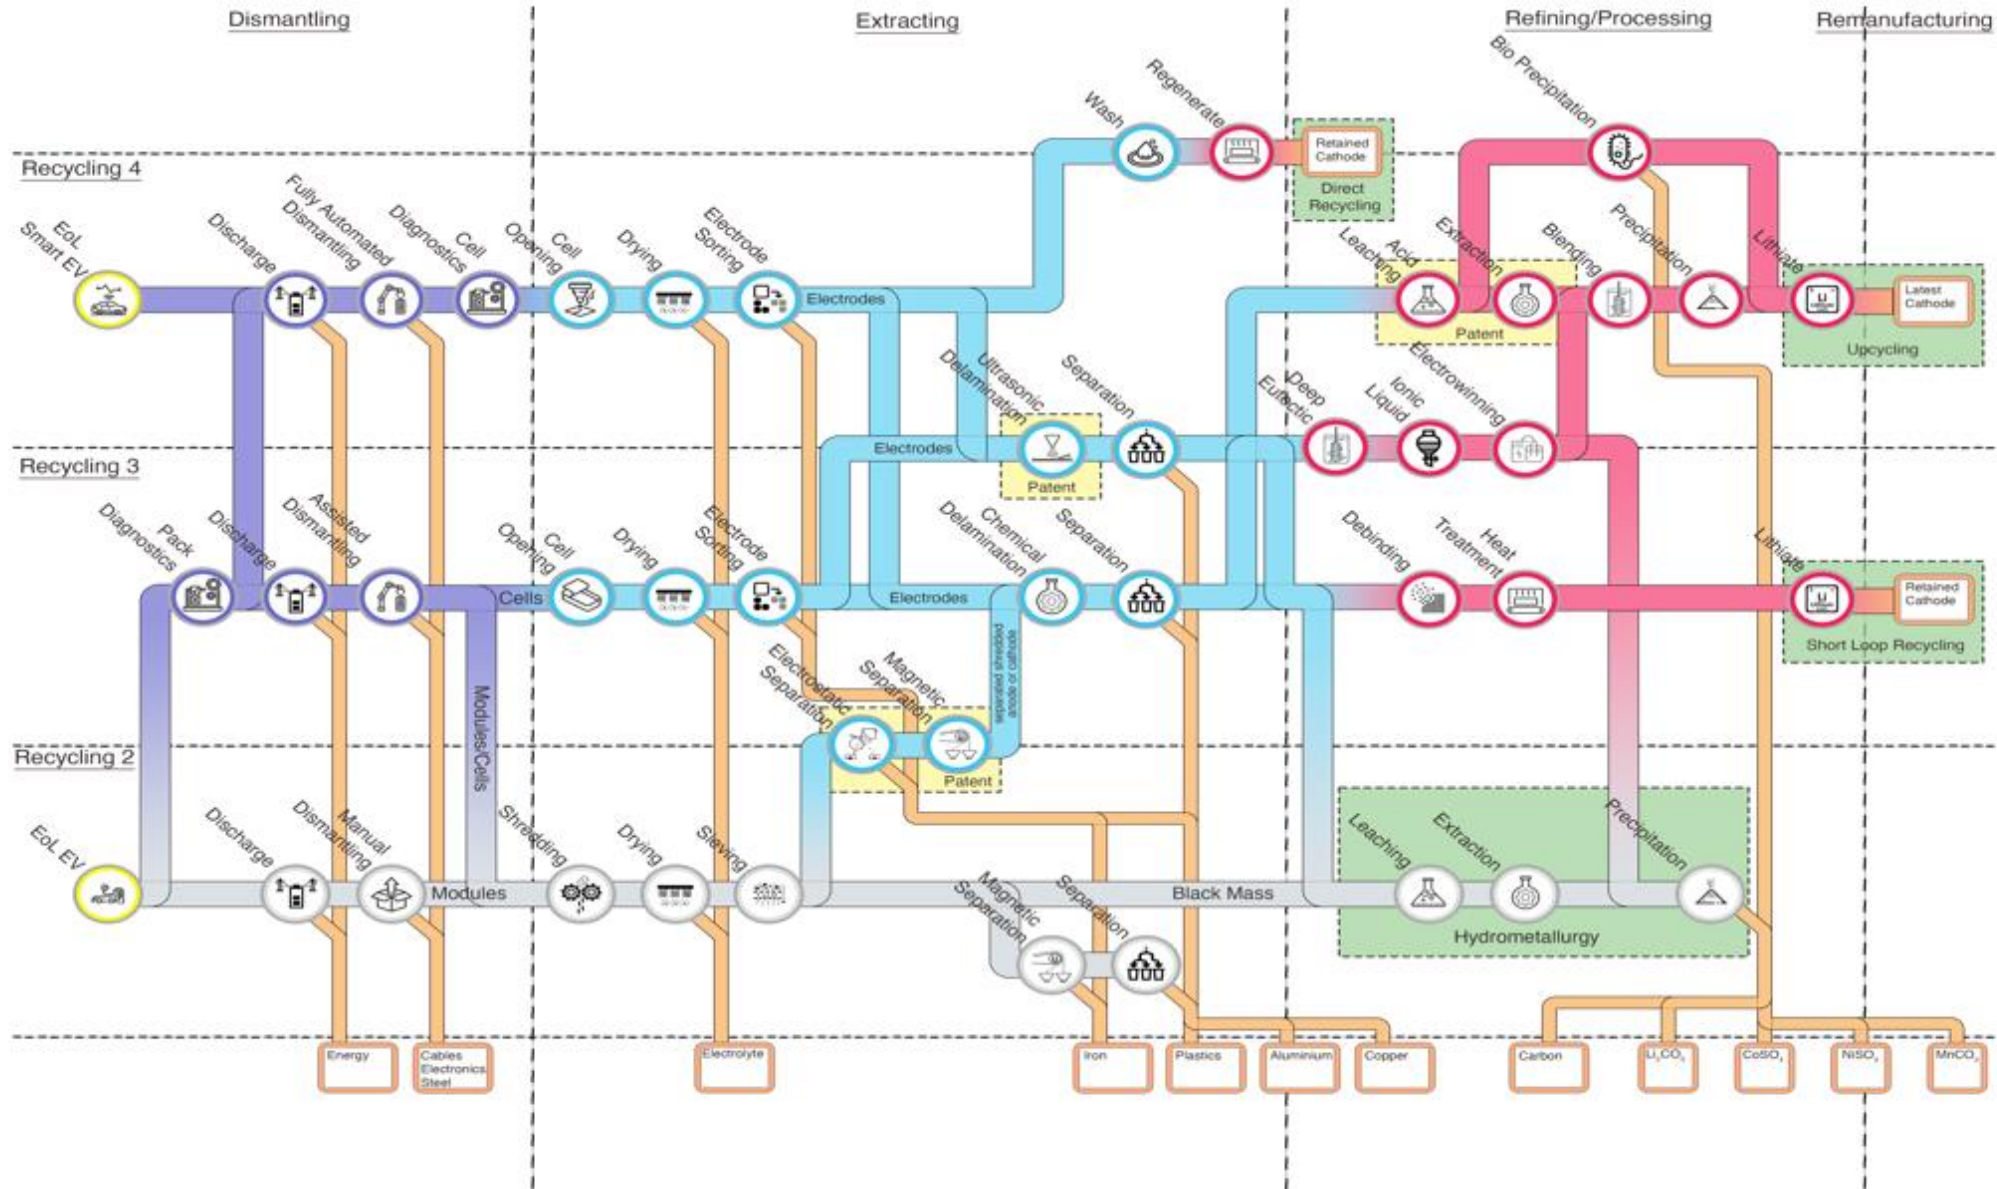 Dismantling
Extracting
Refining/Processing
Remanufacturing
Bio Precipitation
Regenerate
Wash
Retained
Cathode
Direct
Recycling
Recycling 4
EoL
Smart EV
Discharge
Fully Automated
Dismantling
Diagnostics
Cell
Opening
Cell
Drying
Electrode
Sorting
Electrodes
Acid
Leaching
Extraction
Patent
Blending
Precipitation
Lithiate
Latest
Cathode
Upcycling
Ultrasonic
Delamination
Separation
Electrodes
Patent
Deep
Eutectic
Ionic
Liquid
Electrowinning
Recycling 3
Pack
Diagnostics
Discharge
Assisted
Dismantling
Cells
Cell
Opening
Drying
Electrode
Sorting
Electrodes
Chemical
Delamination
Separation
Debinding
Heat
Treatment
Lithiate
Retained
Cathode
Short Loop Recycling
Modules/Cells
Electrostatic
Separation
Magnetic
Separation
separated shredded
anode or cathode
Patent
Recycling 2
EoL EV
Discharge
Manual
Dismantling
Modules
Shredding
Drying
Sieving
Magnetic
Separation
Separation
Black Mass
Leaching
Extraction
Precipitation
Hydrometallurgy
Energy
Cables
Electronics
Steel
Electrolyte
Iron
Plastics
Aluminium
Copper
Carbon
Li₂CO₃
CoSO₄
NiSO₄
MnCO₃